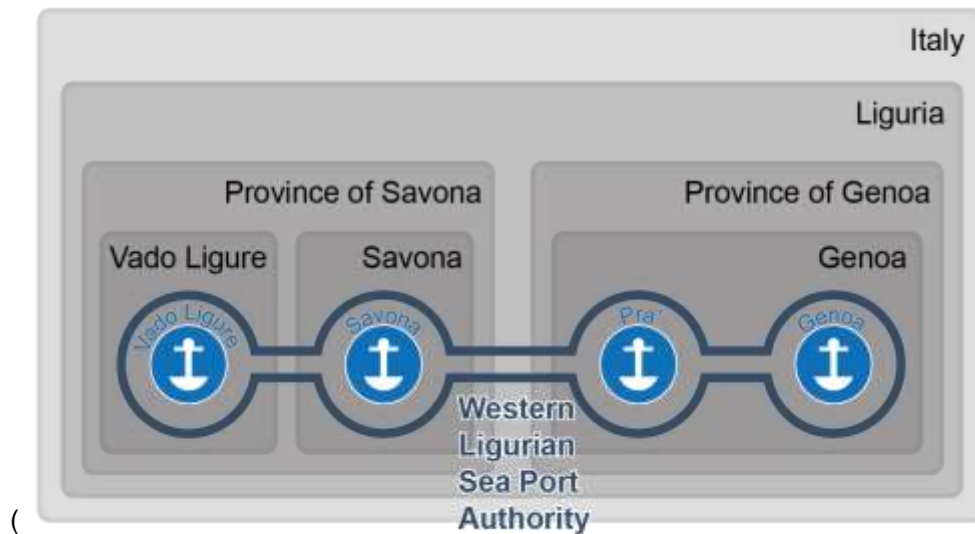 Italy
Liguria
Province of Savona
Province of Genoa
Vado Ligure
Savona
Genoa
Vado Ligure
Savona
Pra'
Genoa
Western
Ligurian
Sea Port
Authority
(